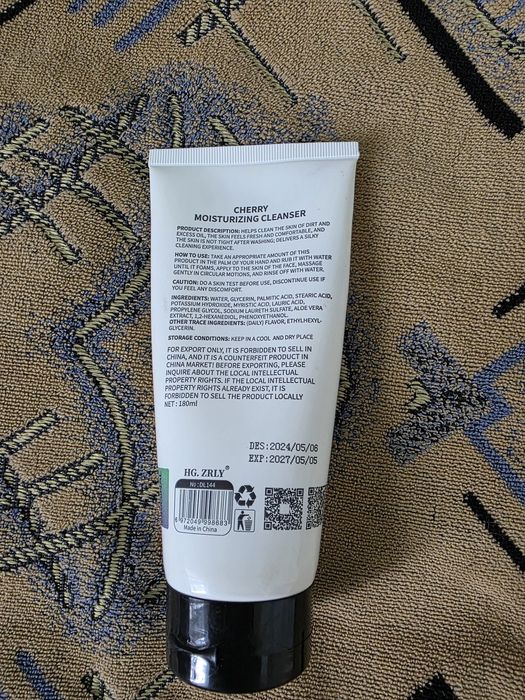 CHERRY
MOISTURIZING CLEANSER
PRODUCT DESCRIPTION: HELPS CLEAN THE SKIN OF DIRT AND
EXCESS OIL, THE SKIN FEELS FRESH AND COMFORTABLE, AND
THE SKIN IS NOT TIGHT AFTER WASHING; DELIVERS A SILKY
CLEANING EXPERIENCE.
HOW TO USE: TAKE AN APPROPRIATE AMOUNT OF THIS
PRODUCT IN THE PALM OF YOUR HAND AND RUB IT WITH WATER
UNTIL IT FOAMS, APPLY TO THE SKIN OF THE FACE, MASSAGE
GENTLY IN CIRCULAR MOTIONS, AND RINSE OFF WITH WATER,
CAUTION: DO A SKIN TEST BEFORE USE, DISCONTINUE USE IF
YOU FEEL ANY DISCOMFORT.
INGREDIENTS: WATER, GLYCERIN, PALMITIC ACID, STEARIC ACID,
POTASSIUM HYDROXIDE, MYRISTIC ACID, LAURIC ACID,
PROPYLENE GLYCOL, SODIUM LAURETH SULFATE, ALOE VERA
EXTRACT, 1,2-HEXANEDIOL, PHENOXYETHANOL.
OTHER TRACE INGREDIENTS: (DAILY) FLAVOR, ETHYLHEXYL-
GLYCERIN.
STORAGE CONDITIONS: KEEP IN A COOL AND DRY PLACE
FOR EXPORT ONLY, IT IS FORBIDDEN TO SELL IN
CHINA, AND IT IS A COUNTERFEIT PRODUCT IN
CHINA MARKET! BEFORE EXPORTING, PLEASE
INQUIRE ABOUT THE LOCAL INTELLECTUAL
PROPERTY RIGHTS. IF THE LOCAL INTELLECTUAL
PROPERTY RIGHTS ALREADY EXIST, IT IS
FORBIDDEN TO SELL THE PRODUCT LOCALLY
NET : 180ml
DES:2024/05/06
EXP:2027/05/05
HG. ZRLY®
No :DL144
6 972049 998683
Made in China